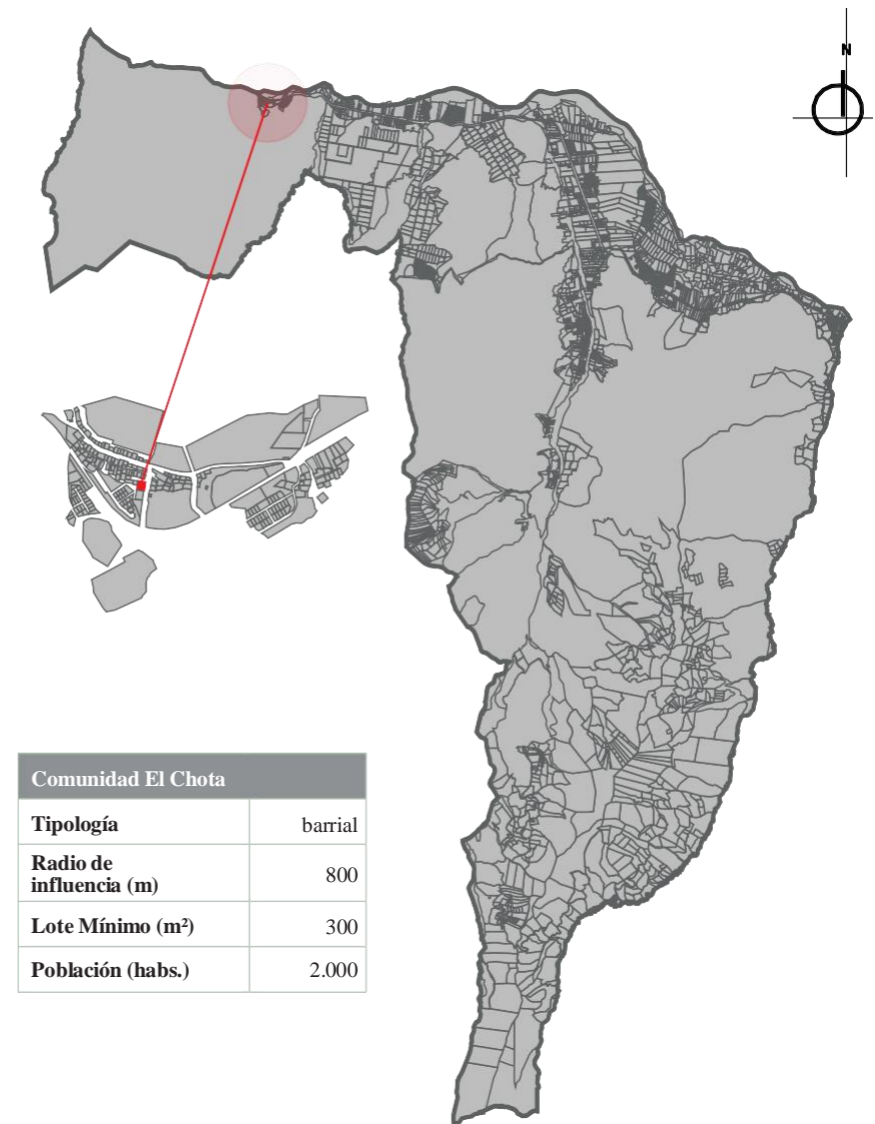 N
Comunidad El Chota
Tipología barrial
Radio de
influencia (m) 800
Lote Mínimo (m²) 300
Población (habs.) 2.000